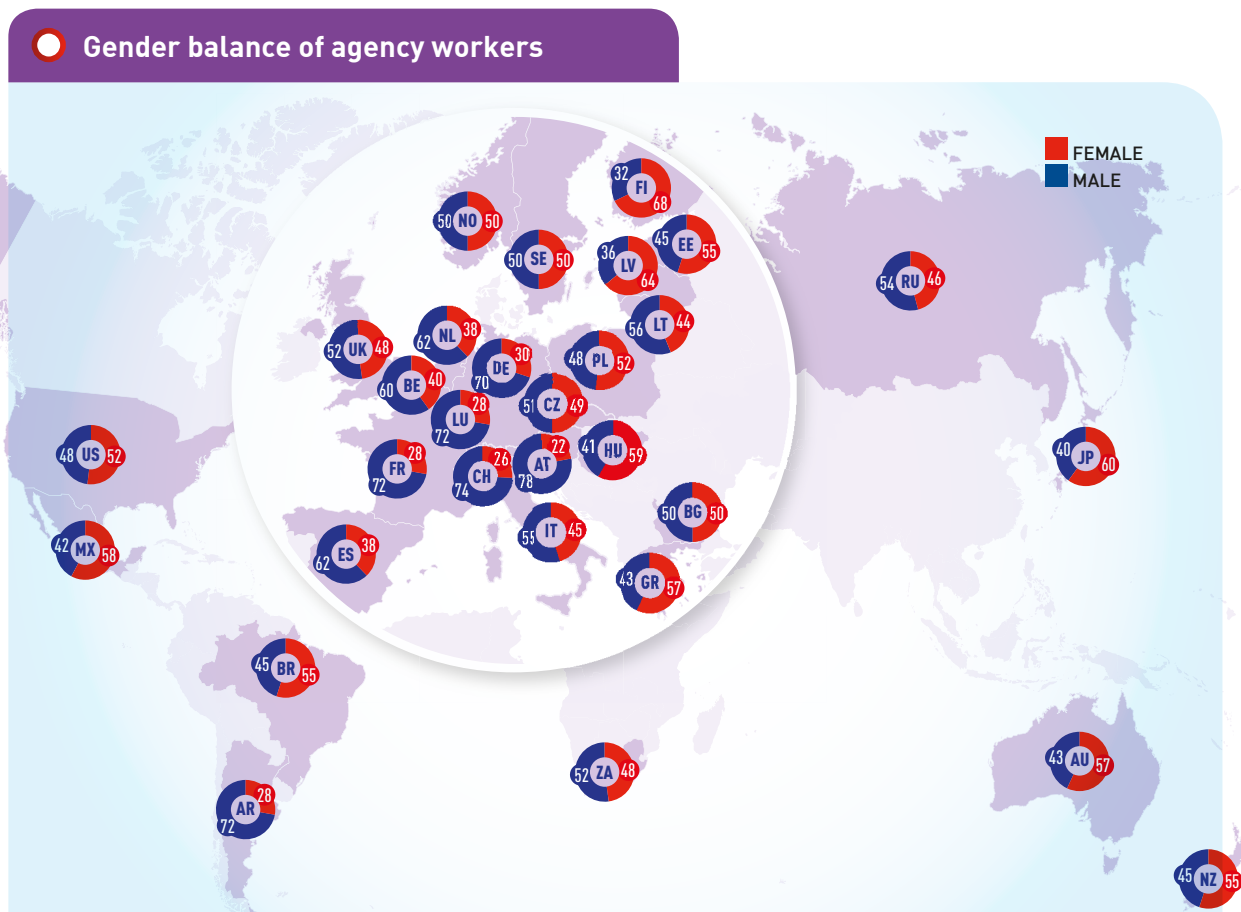 Gender balance of agency workers
FEMALE
MALE
32 FI 68
50 NO 50
50 SE 50
45 EE 55
36 LV 64
54 RU 46
56 LT 44
62 NL 38
52 UK 48
70 DE 30
48 PL 52
60 BE 40
51 CZ 49
72 LU 28
41 HU 59
72 FR 28
74 CH 26
78 AT 22
48 US 52
40 JP 60
50 BG 50
55 IT 45
62 ES 38
42 MX 58
43 GR 57
45 BR 55
52 ZA 48
43 AU 57
72 AR 28
45 NZ 55